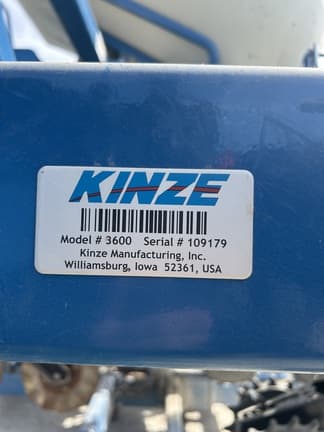 KINZE
Model # 3600 Serial # 109179
Kinze Manufacturing, Inc.
Williamsburg, Iowa 52361, USA